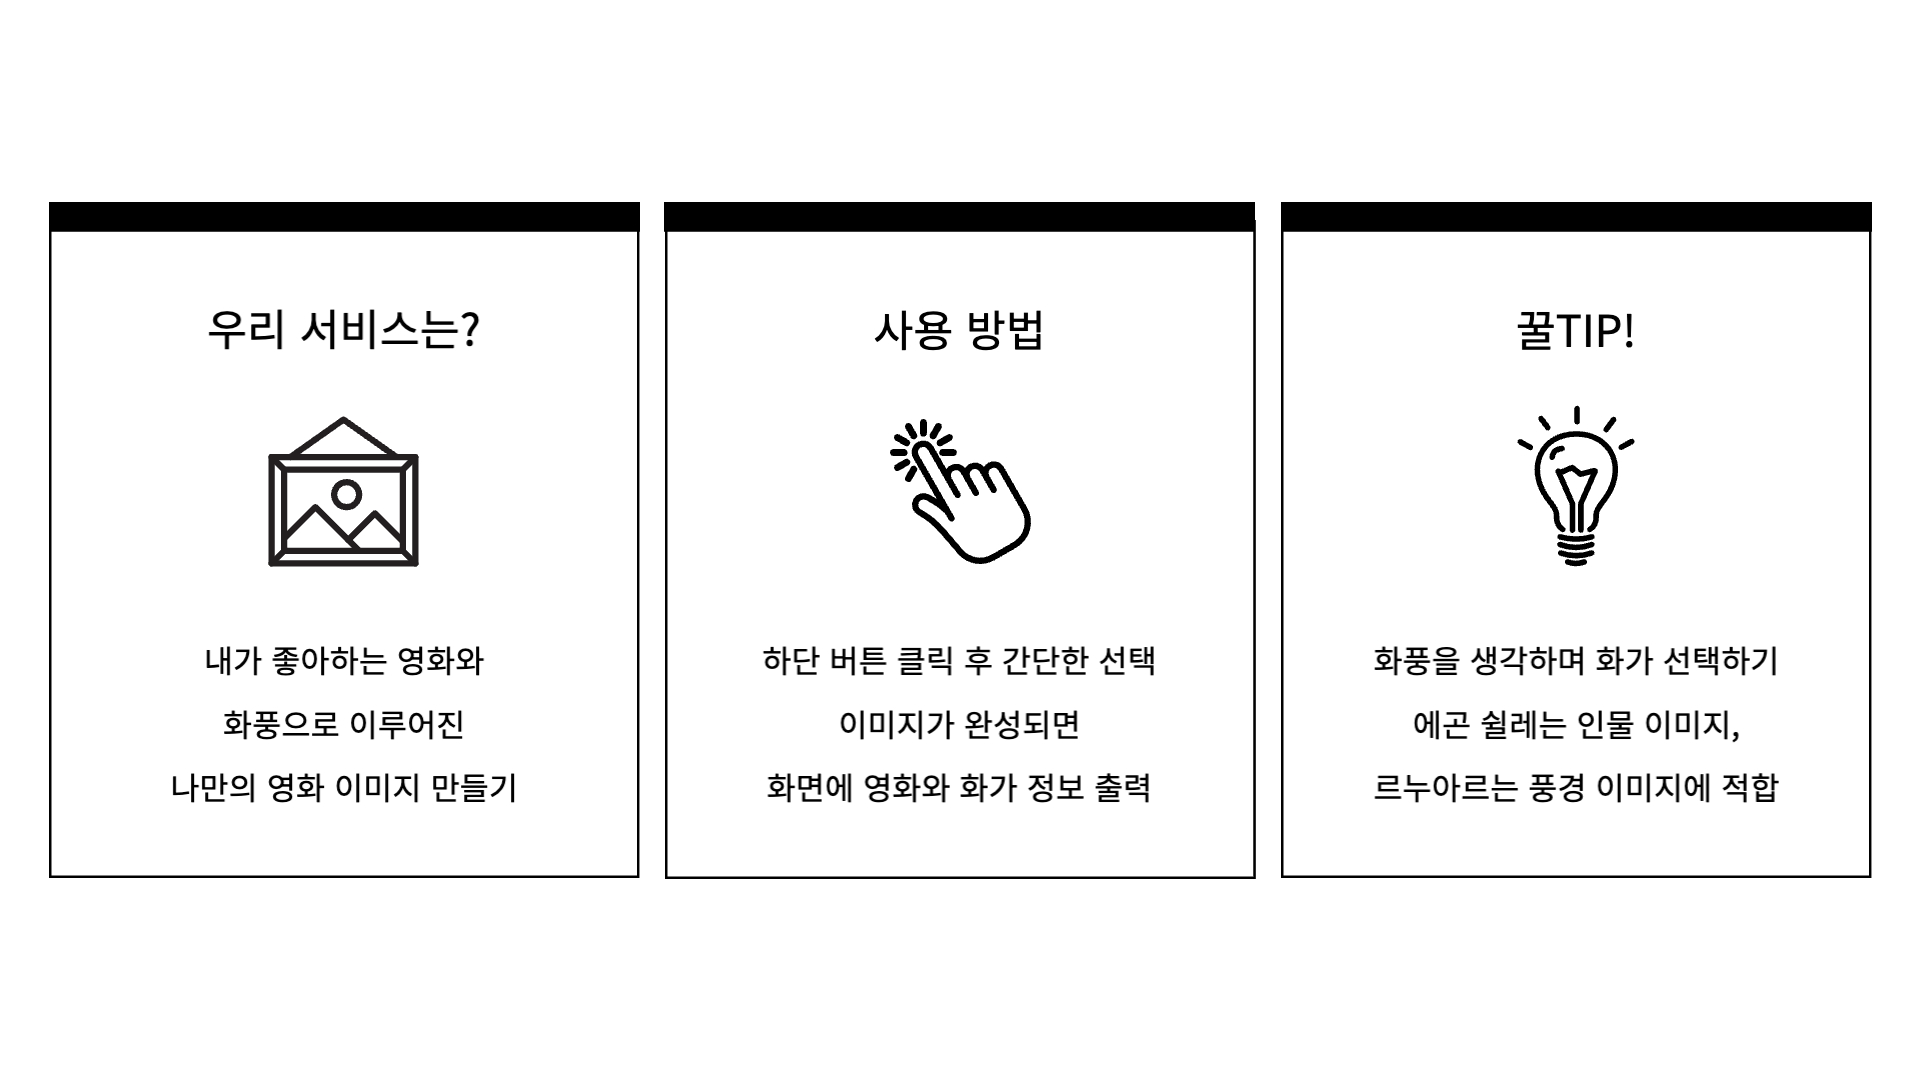 우리 서비스는?
내가 좋아하는 영화와
화풍으로 이루어진
나만의 영화 이미지 만들기
사용 방법
하단 버튼 클릭 후 간단한 선택
이미지가 완성되면
화면에 영화와 화가 정보 출력
꿀TIP!
화풍을 생각하며 화가 선택하기
에곤 쉴레는 인물 이미지,
르누아르는 풍경 이미지에 적합